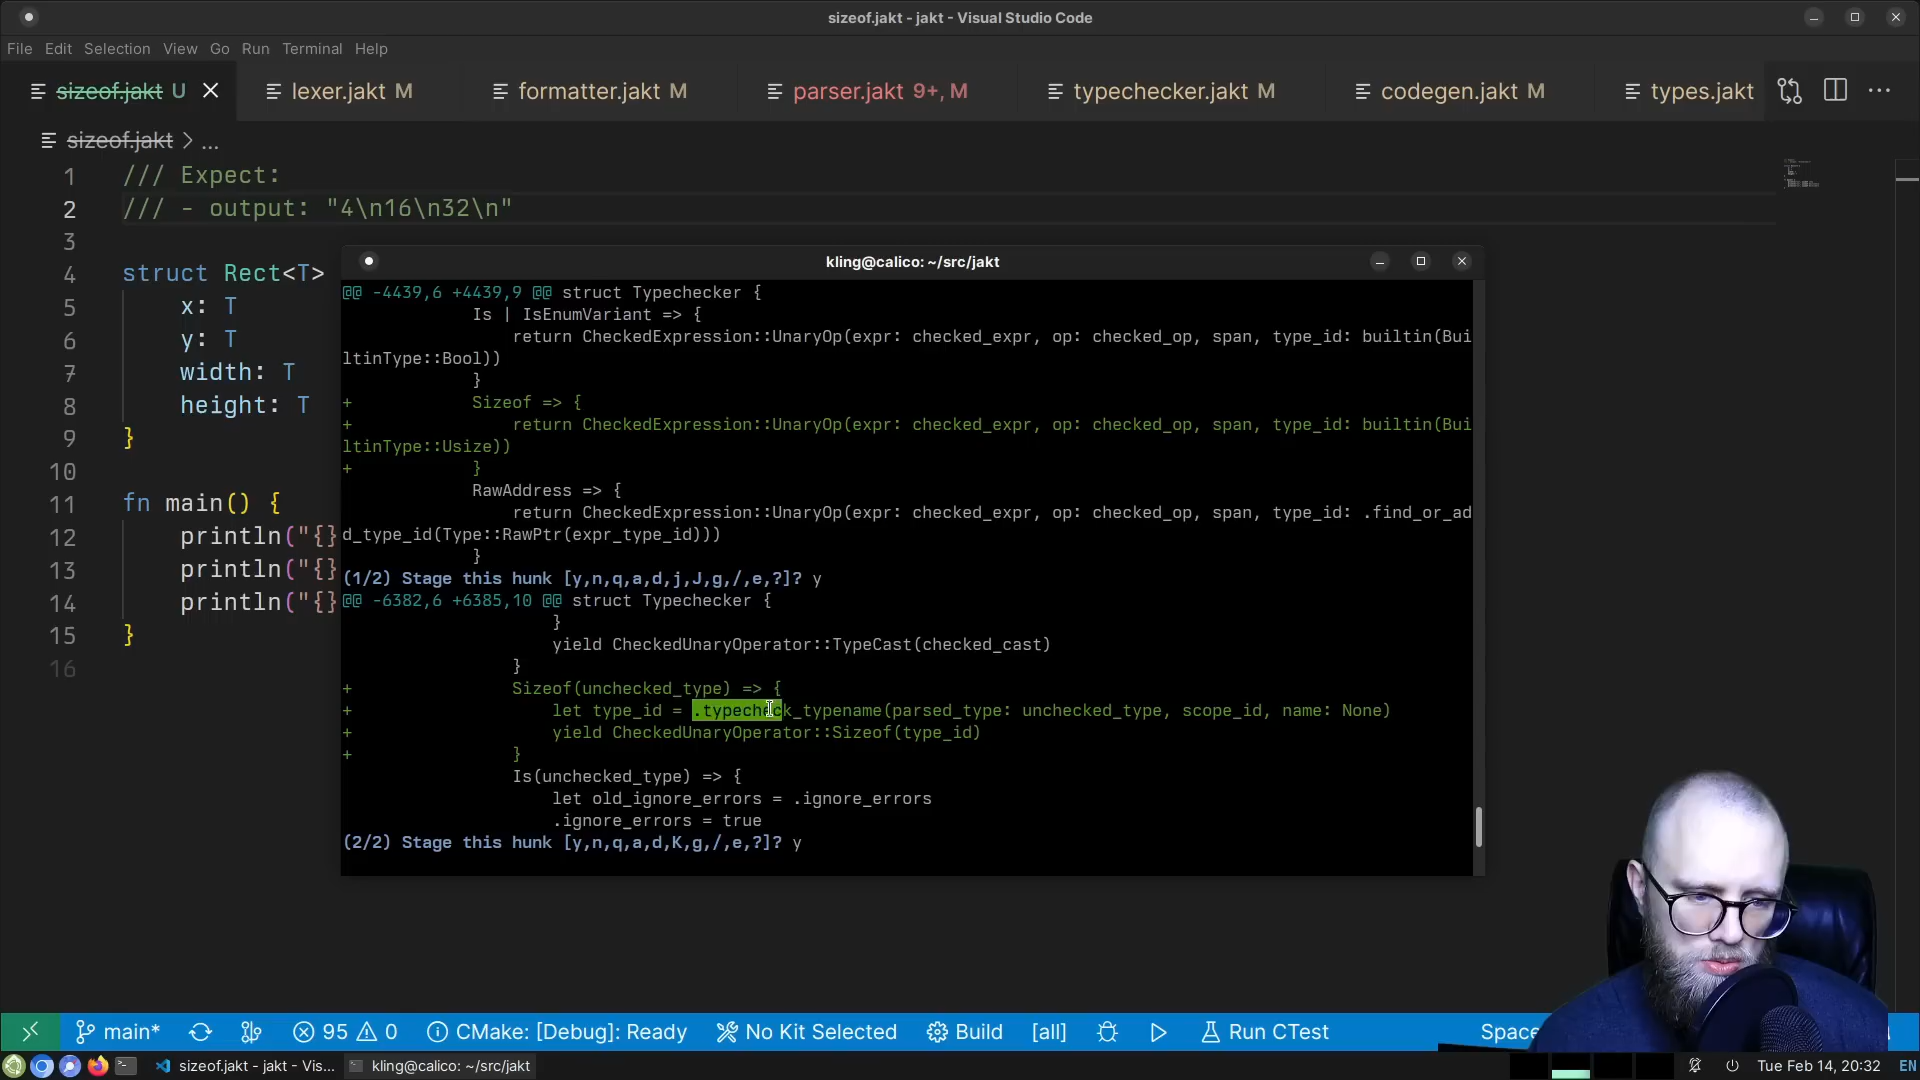 sizeof.jakt - jakt - Visual Studio Code
File Edit Selection View Go Run Terminal Help
sizeof.jakt U lexer.jakt M formatter.jakt M parser.jakt 9+, M typechecker.jakt M codegen.jakt M types.jakt
sizeof.jakt > ...
1 /// Expect:
2 /// - output: "4\n16\n32\n"
3
4 struct Rect<T>
5 x: T
6 y: T
7 width: T
8 height: T
9 }
10
11 fn main() {
12 println("{}
13 println("{}
14 println("{}
15 }
16
kling@calico: ~/src/jakt
@@ -4439,6 +4439,9 @@ struct Typechecker {
Is | IsEnumVariant => {
return CheckedExpression::UnaryOp(expr: checked_expr, op: checked_op, span, type_id: builtin(Bui
ltinType::Bool))
}
+ Sizeof => {
+ return CheckedExpression::UnaryOp(expr: checked_expr, op: checked_op, span, type_id: builtin(Bui
ltinType::Usize))
+ }
RawAddress => {
return CheckedExpression::UnaryOp(expr: checked_expr, op: checked_op, span, type_id: .find_or_ad
d_type_id(Type::RawPtr(expr_type_id)))
}
(1/2) Stage this hunk [y,n,q,a,d,j,J,g,/,e,?]? y
@@ -6382,6 +6385,10 @@ struct Typechecker {
}
yield CheckedUnaryOperator::TypeCast(checked_cast)
}
+ Sizeof(unchecked_type) => {
+ let type_id = .typecheck_typename(parsed_type: unchecked_type, scope_id, name: None)
+ yield CheckedUnaryOperator::Sizeof(type_id)
+ }
Is(unchecked_type) => {
let old_ignore_errors = .ignore_errors
.ignore_errors = true
(2/2) Stage this hunk [y,n,q,a,d,K,g,/,e,?]? y
main* 95 0 CMake: [Debug]: Ready No Kit Selected Build [all] Run CTest
sizeof.jakt - jakt - Vis... kling@calico: ~/src/jakt Tue Feb 14, 20:32 EN